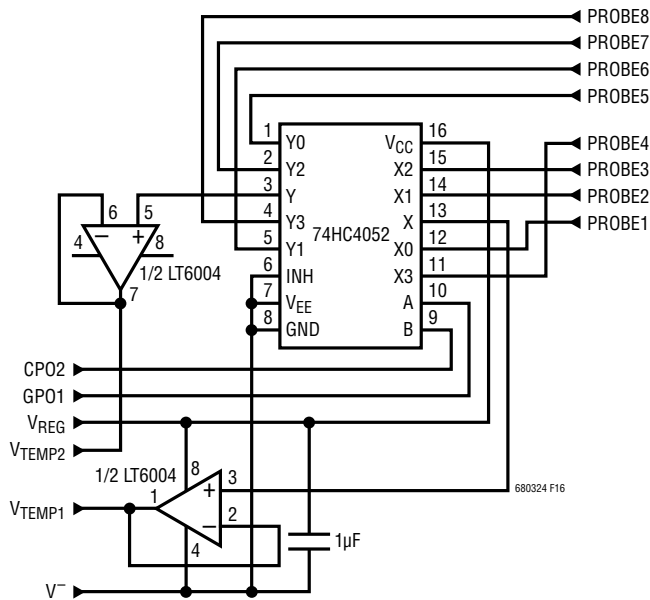 PROBE8
PROBE7
PROBE6
PROBE5
PROBE4
PROBE3
PROBE2
PROBE1
1 Y0 VCC 16
2 Y2 X2 15
3 Y X1 14
4 Y3 74HC4052 X 13
5 Y1 X0 12
6 INH X3 11
7 VEE A 10
8 GND B 9
6 5
4 − + 8
1/2 LT6004
7
CPO2
GPO1
VREG
VTEMP2
1/2 LT6004 8
3
+
680324 F16
VTEMP1 1
− 2
1µF
4
V−